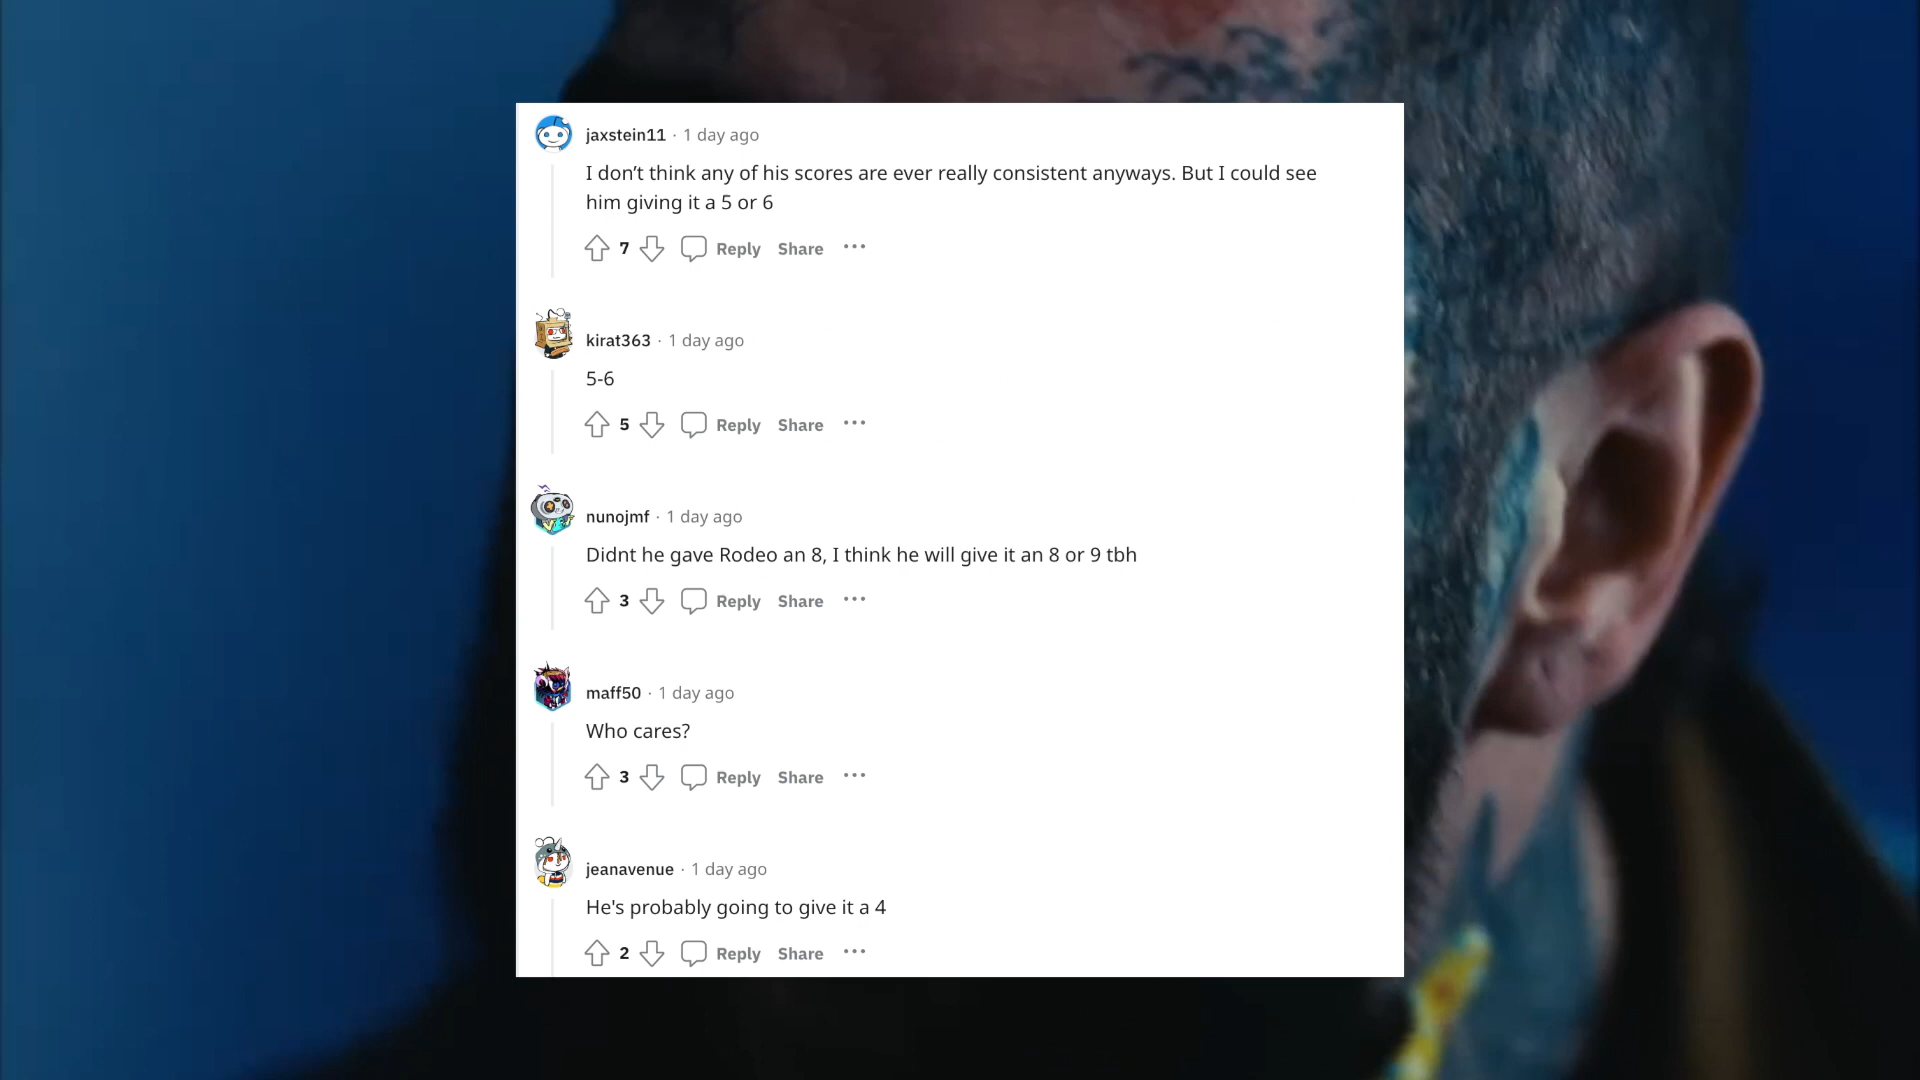 jaxstein11 · 1 day ago
I don’t think any of his scores are ever really consistent anyways. But I could see
him giving it a 5 or 6
7 Reply Share ···
kirat363 · 1 day ago
5-6
5 Reply Share ···
nunojmf · 1 day ago
Didnt he gave Rodeo an 8, I think he will give it an 8 or 9 tbh
3 Reply Share ···
maff50 · 1 day ago
Who cares?
3 Reply Share ···
jeanavenue · 1 day ago
He's probably going to give it a 4
2 Reply Share ···